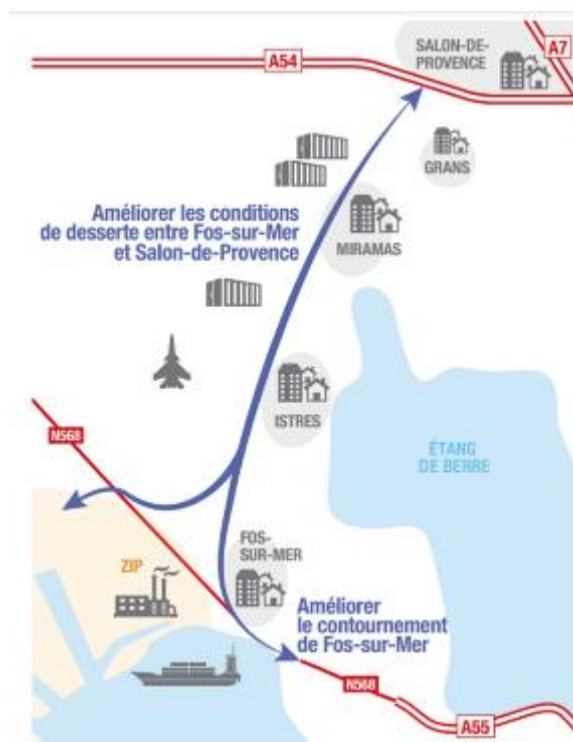 SALON-DE-
PROVENCE
A7
A54
GRANS
Améliorer les conditions
de desserte entre Fos-sur-Mer
et Salon-de-Provence
MIRAMAS
ISTRES
N568
ÉTANG
DE BERRE
FOS-
SUR-MER
ZIP
Améliorer
le contournement
de Fos-sur-Mer
N568
A55